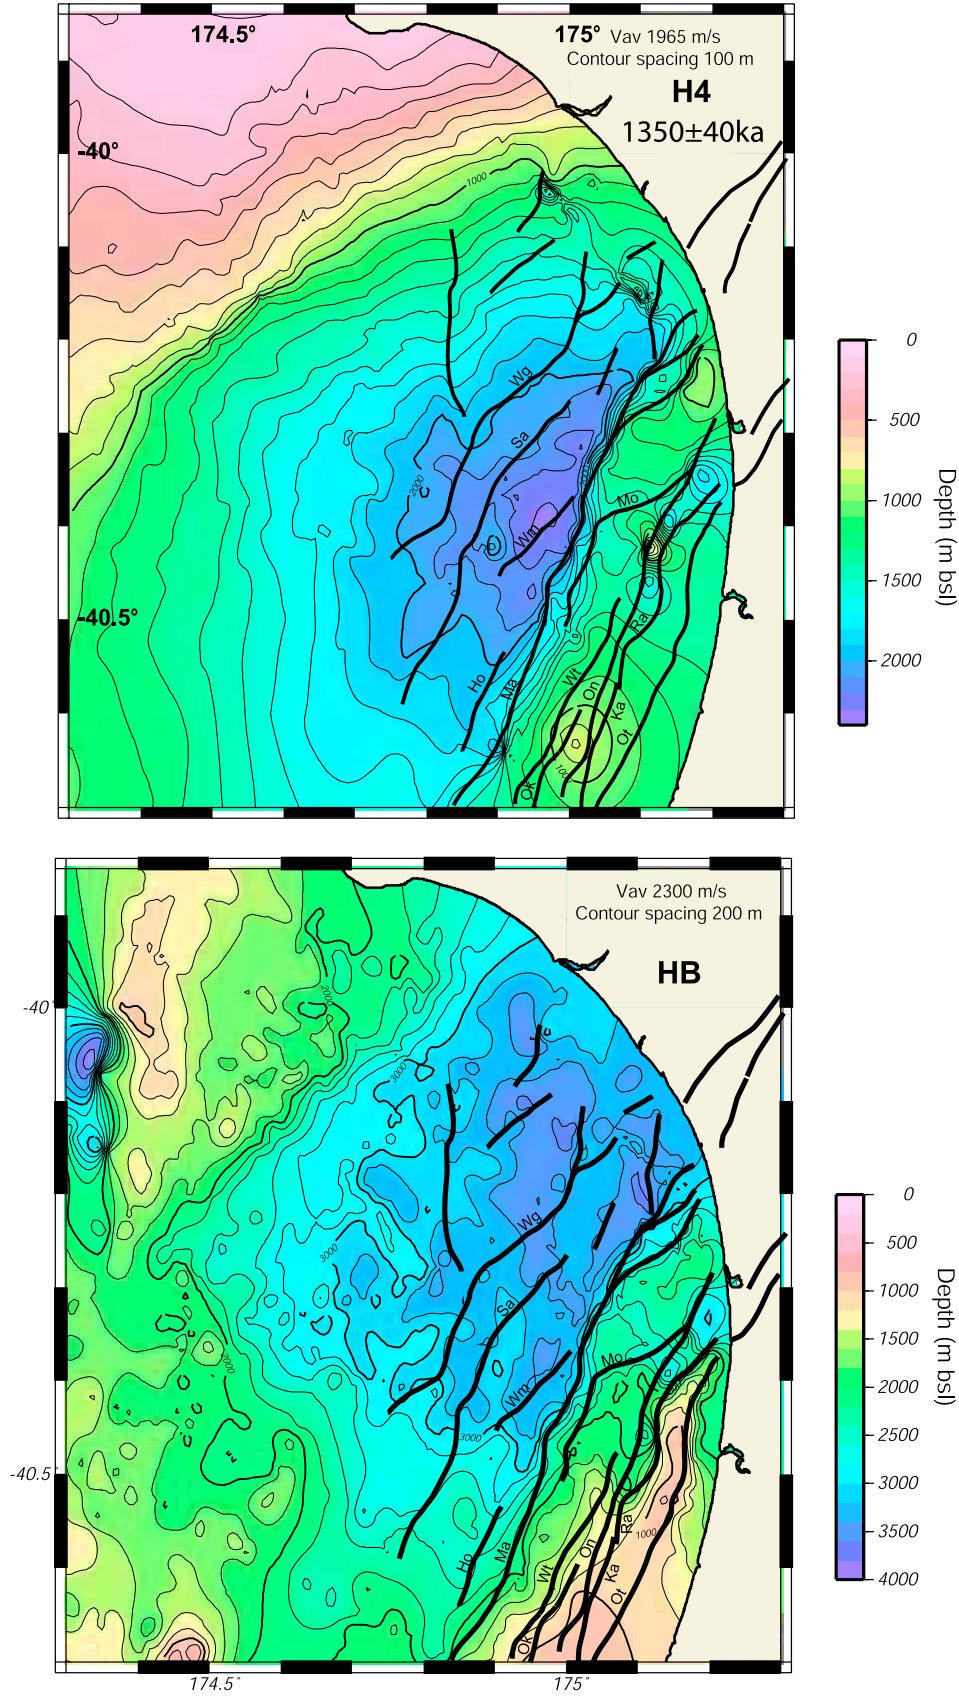 174.5°
175°
Vav 1965 m/s
Contour spacing 100 m
H4
1350±40ka
-40°
1000
Wg
Sa
2000
2000
Mo
Wm
-40.5°
Ra
Ho
Ma
Wt
On
Ka
Ot
Ok
100
0
500
1000
1500
2000
Depth (m bsl)
Vav 2300 m/s
Contour spacing 200 m
HB
-40°
2000
3000
Wg
3000
Sa
Mo
2000
Wm
3000
-40.5°
Ra
1000
On
Ho
Ma
Wt
Ka
Ot
Ok
174.5°
175°
0
500
1000
1500
2000
2500
3000
3500
4000
Depth (m bsl)